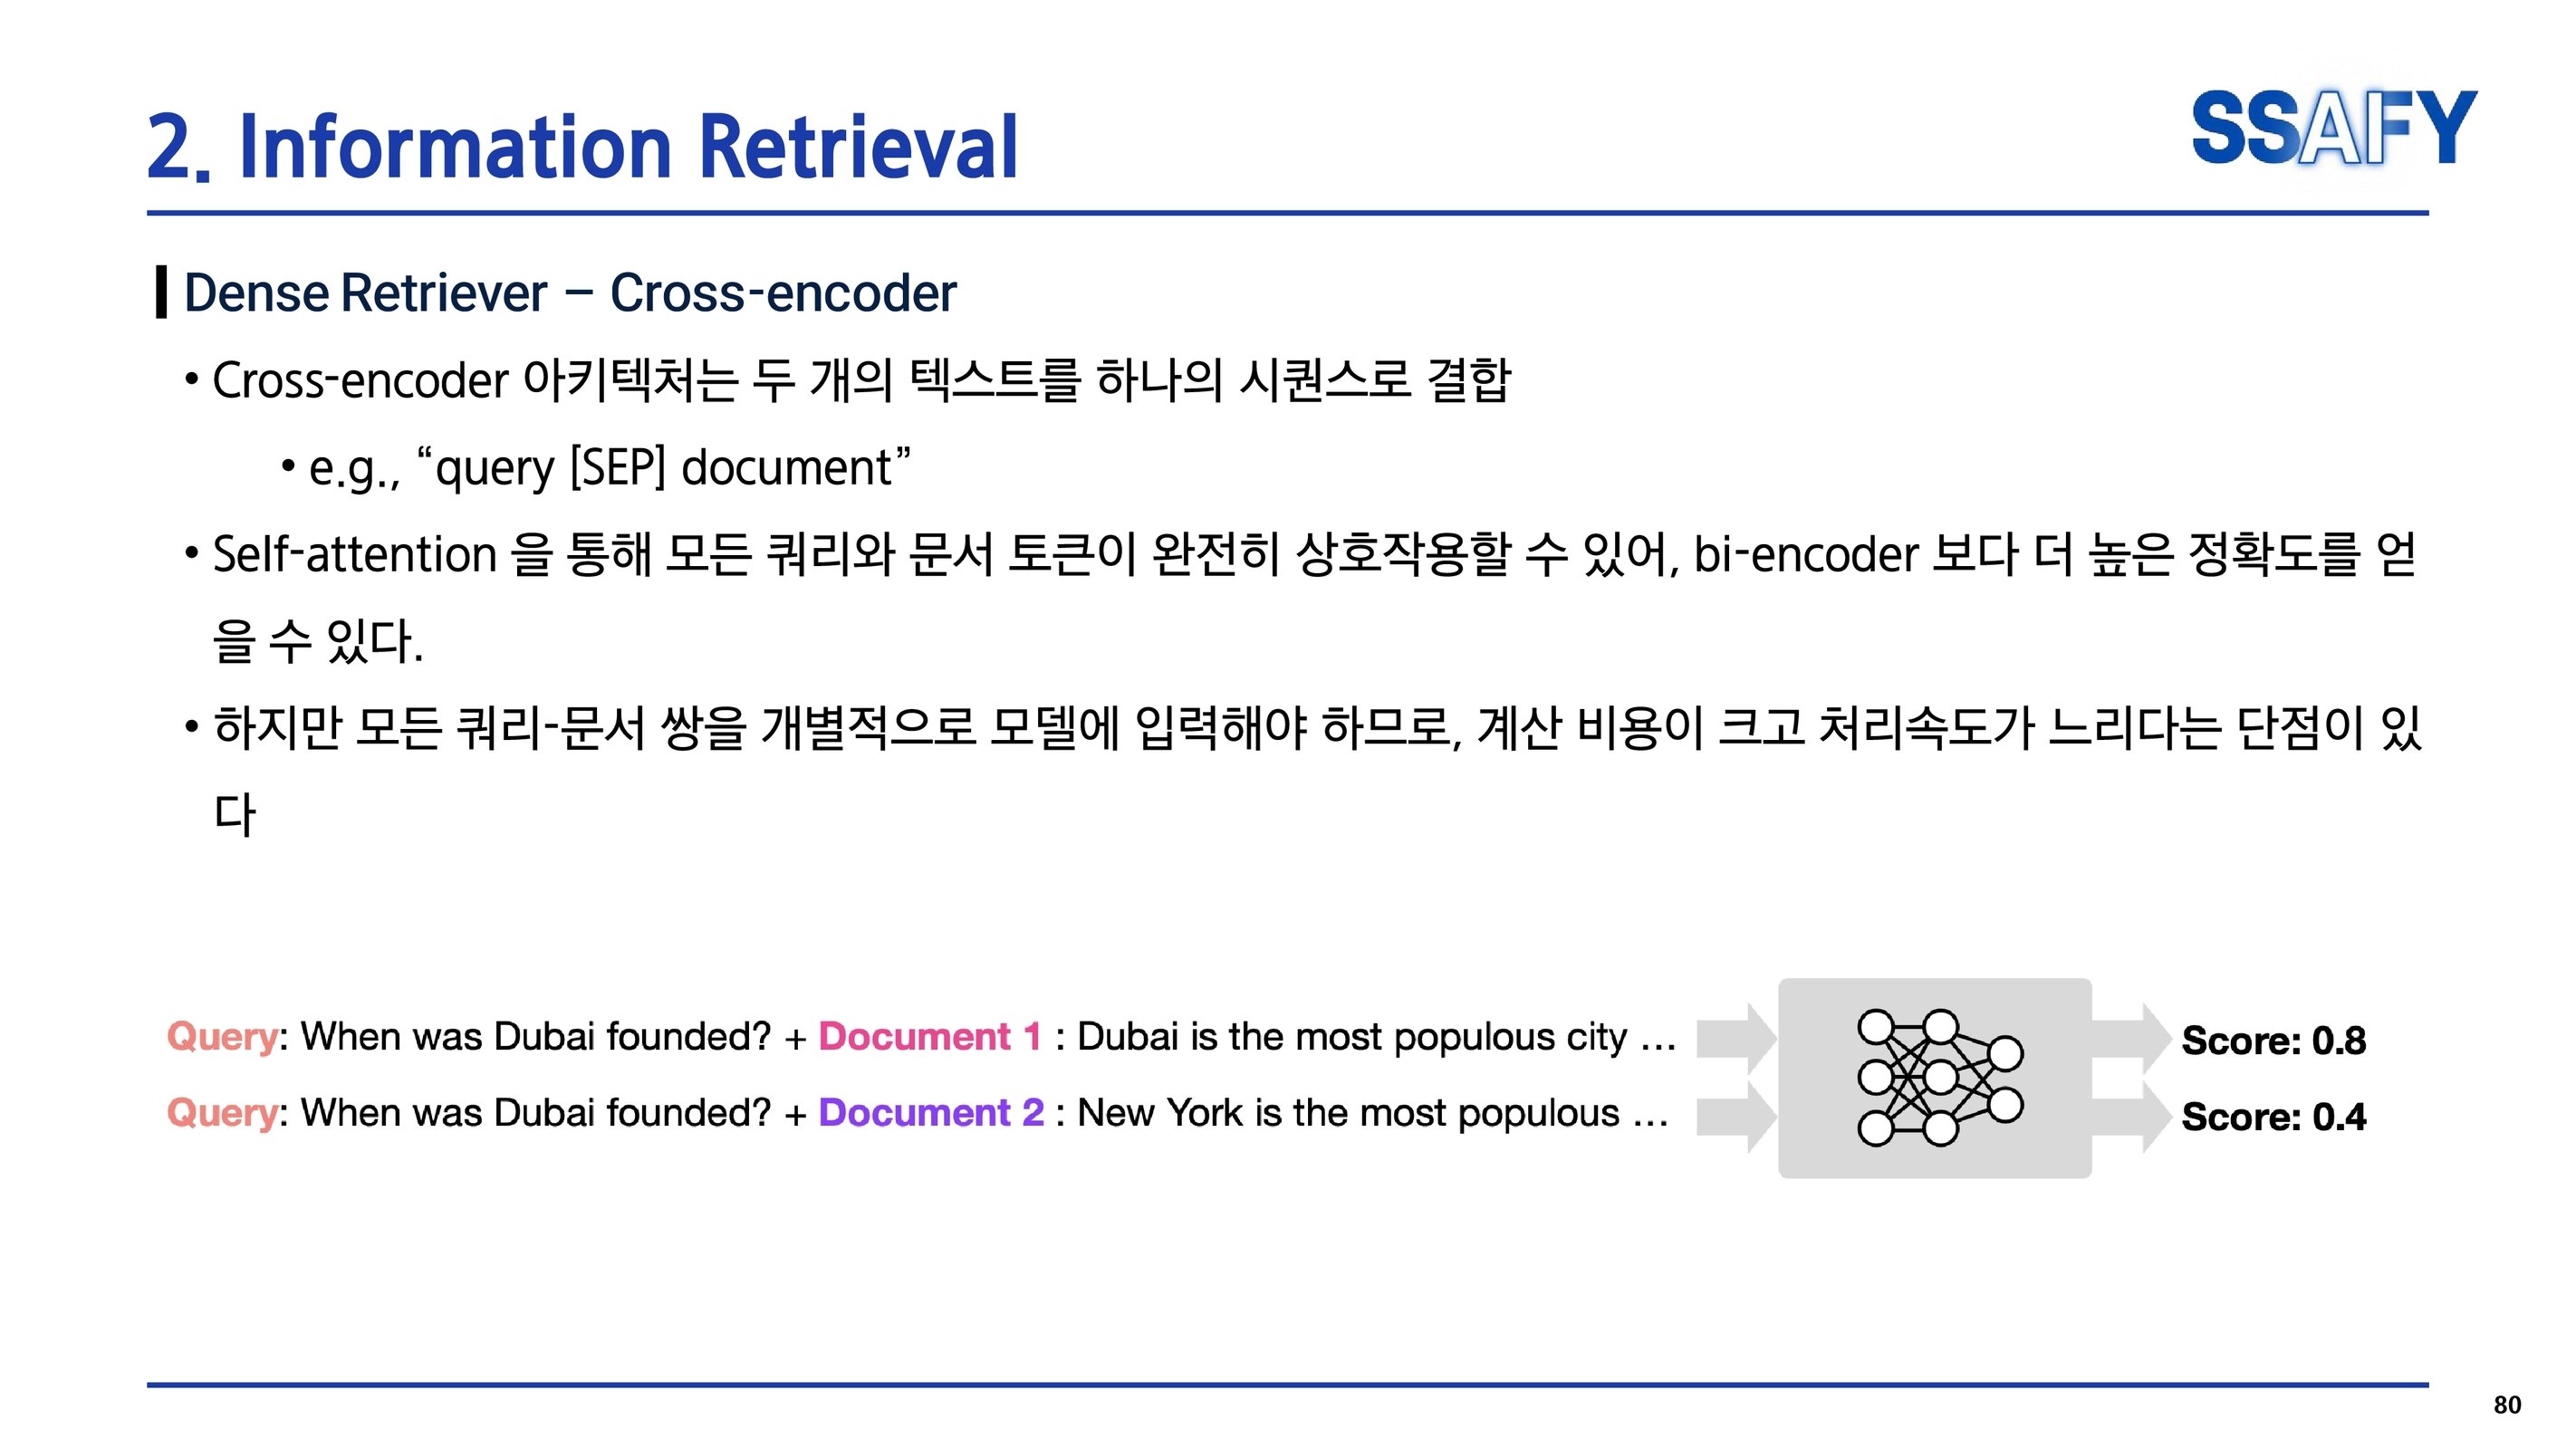 2. Information Retrieval
SSAFY
Dense Retriever – Cross-encoder
• Cross-encoder 아키텍처는 두 개의 텍스트를 하나의 시퀀스로 결합
• e.g., “query [SEP] document”
• Self-attention 을 통해 모든 쿼리와 문서 토큰이 완전히 상호작용할 수 있어, bi-encoder 보다 더 높은 정확도를 얻
을 수 있다.
• 하지만 모든 쿼리-문서 쌍을 개별적으로 모델에 입력해야 하므로, 계산 비용이 크고 처리속도가 느리다는 단점이 있
다
Query: When was Dubai founded? + Document 1 : Dubai is the most populous city ... Score: 0.8
Query: When was Dubai founded? + Document 2 : New York is the most populous ... Score: 0.4
80